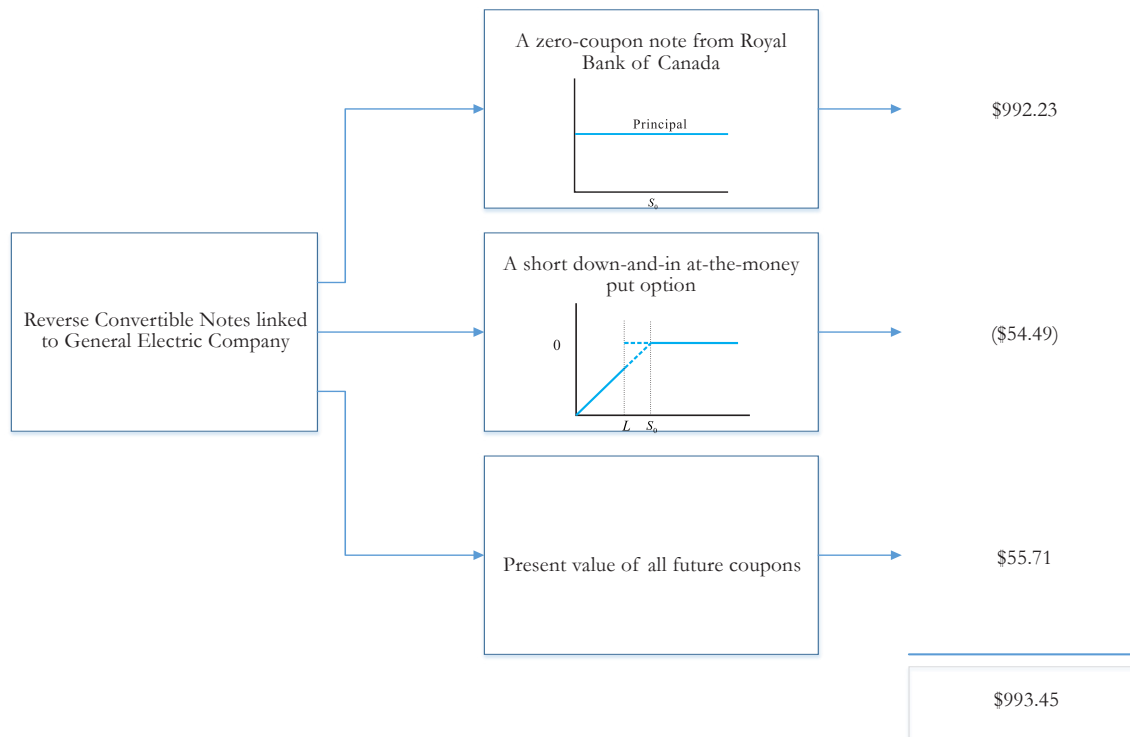 A zero-coupon note from Royal
Bank of Canada
Principal
S₀
$992.23
Reverse Convertible Notes linked
to General Electric Company
A short down-and-in at-the-money
put option
0
L S₀
($54.49)
Present value of all future coupons
$55.71
$993.45